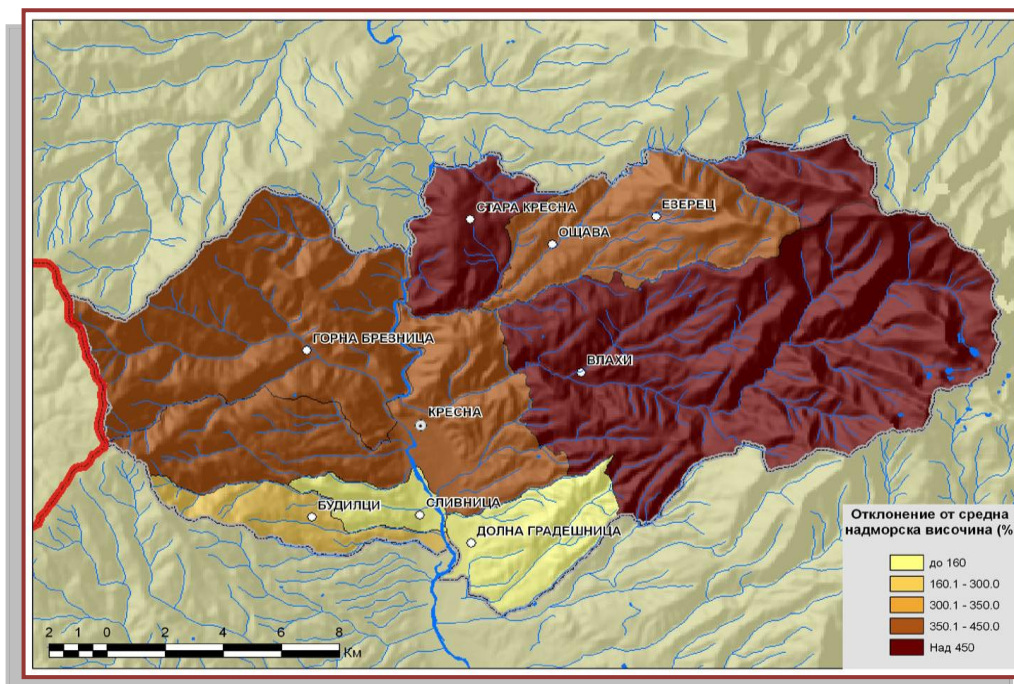 СТАРА КРЕСНА
ЕЗЕРЕЦ
ОЩАВА
ГОРНА БРЕЗНИЦА
ВЛАХИ
КРЕСНА
БУДИЛЦИ
СЛИВНИЦА
ДОЛНА ГРАДЕШНИЦА
Отклонение от средна
надморска височина (%
до 160
160.1 - 300.0
300.1 - 350.0
350.1 - 450.0
Над 450
2 1 0 2 4 6 8
Км